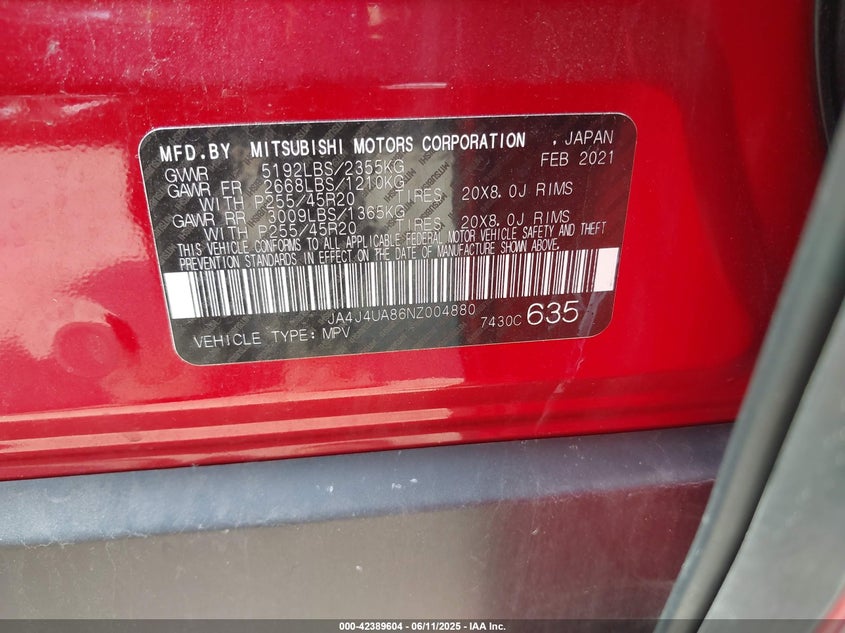 MFD.BY MITSUBISHI MOTORS CORPORATION , JAPAN
GVWR 5192LBS/2355KG FEB 2021
GAWR FR 2668LBS/1210KG
WITH P255/45R20 TIRES 20X8.0J RIMS
GAWR RR 3009LBS/1365KG
WITH P255/45R20 TIRES 20X8.0J RIMS
THIS VEHICLE CONFORMS TO ALL APPLICABLE FEDERAL MOTOR VEHICLE SAFETY AND THEFT
PREVENTION STANDARDS IN EFFECT ON THE DATE OF MANUFACTURE SHOWN ABOVE.
JA4J4UA86NZ004880
VEHICLE TYPE: MPV 7430C 635
000-42389604 - 06/11/2025 - IAA Inc.